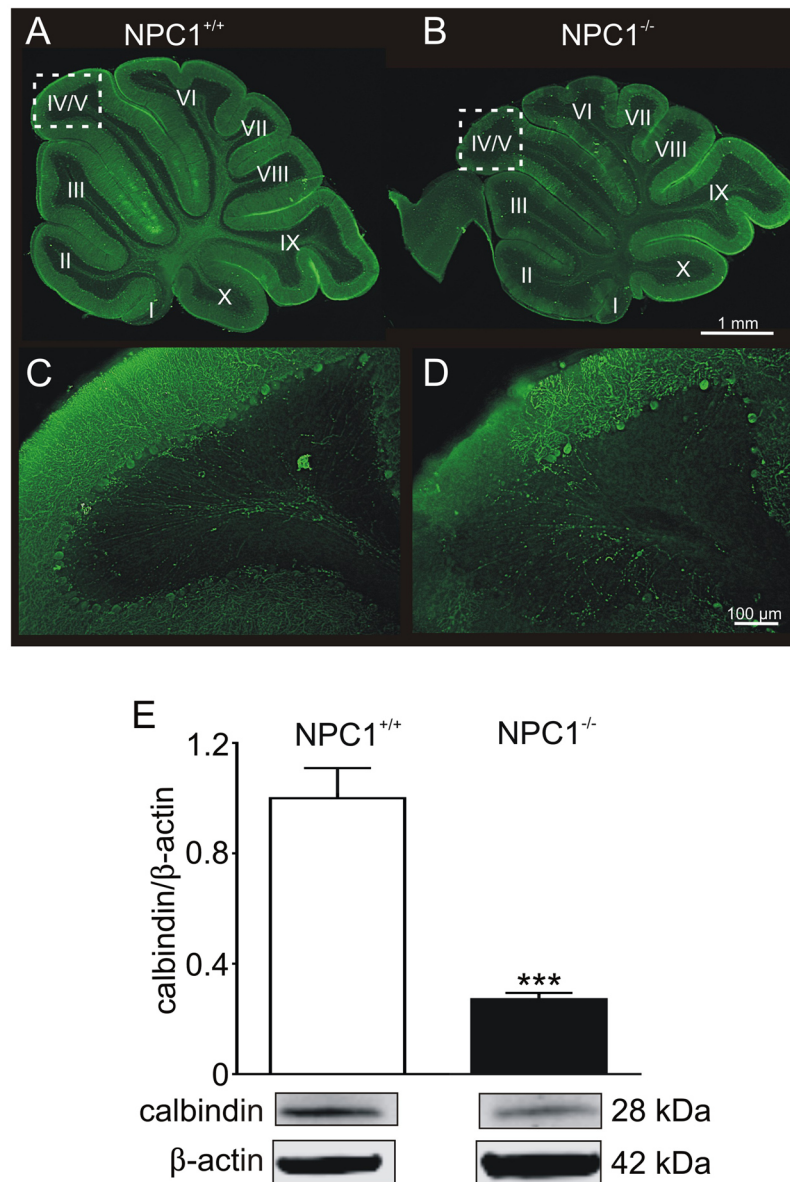 A NPC1+/+ B NPC1-/-
IV/V VI VII VIII IX X I II III
IV/V VI VII VIII IX X I II III
1 mm
C D
100 µm
E
NPC1+/+ NPC1-/-
calbindin/β-actin
1.2
0.8
0.4
0
***
calbindin 28 kDa
β-actin 42 kDa